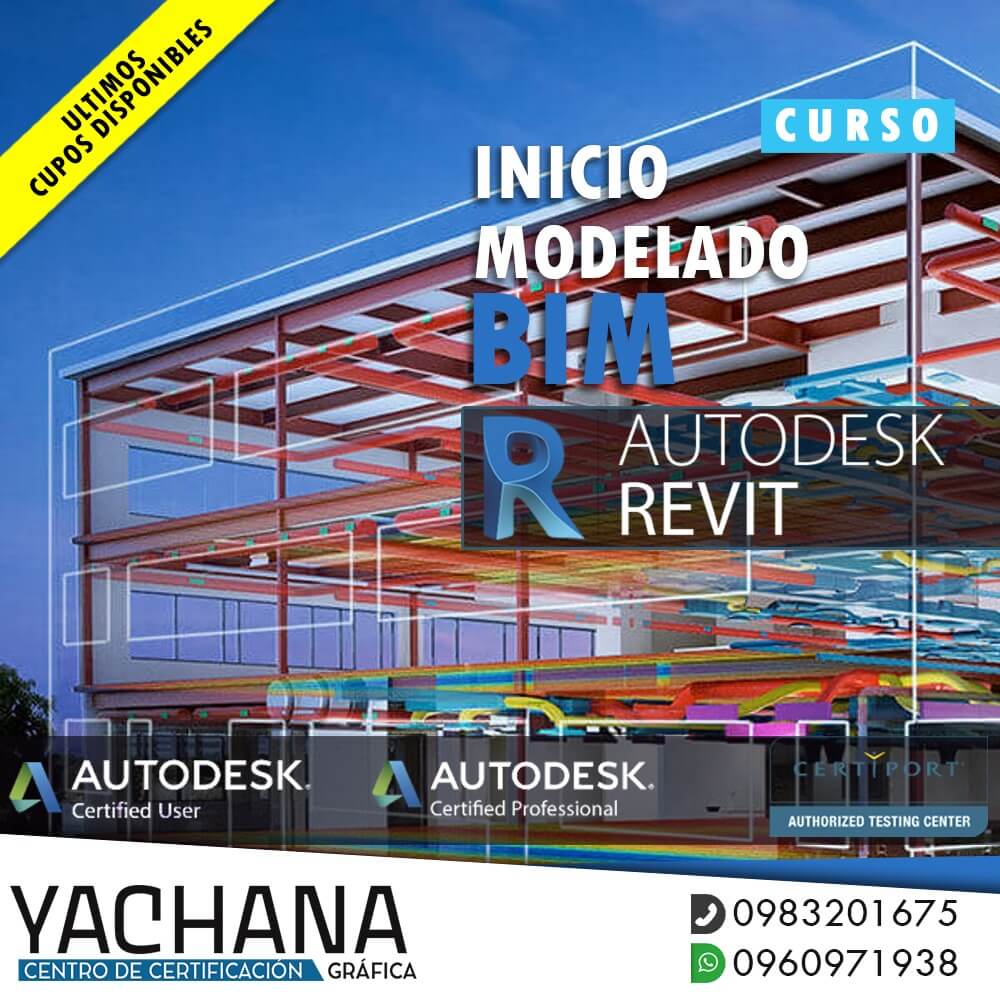 ULTIMOS
CUPOS DISPONIBLES
CURSO
INICIO
MODELADO
BIM
R AUTODESK
REVIT
AUTODESK®
Certified User
AUTODESK®
Certified Professional
CERTIPORT
AUTHORIZED TESTING CENTER
YACHANA
CENTRO DE CERTIFICACIÓN GRÁFICA
0983201675
0960971938